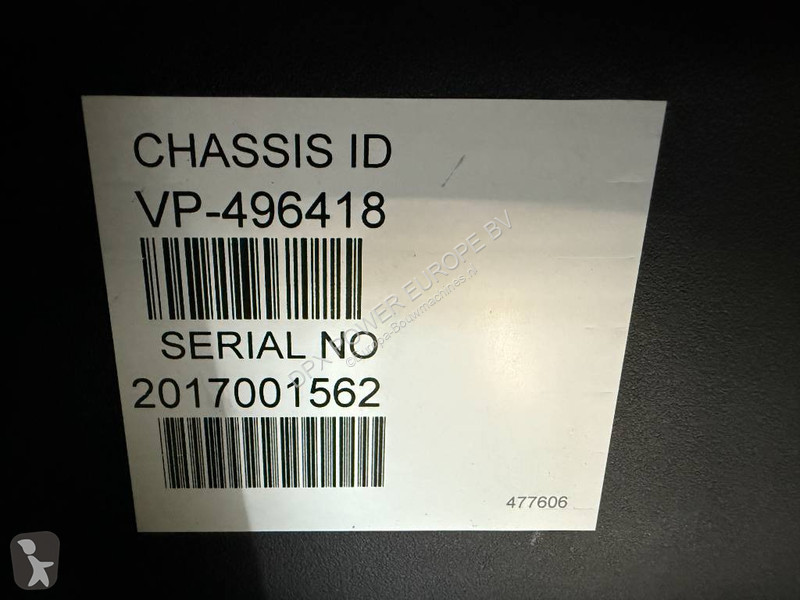 CHASSIS ID
VP-496418
SERIAL NO
2017001562
477606
DPX POWER EUROPE BV